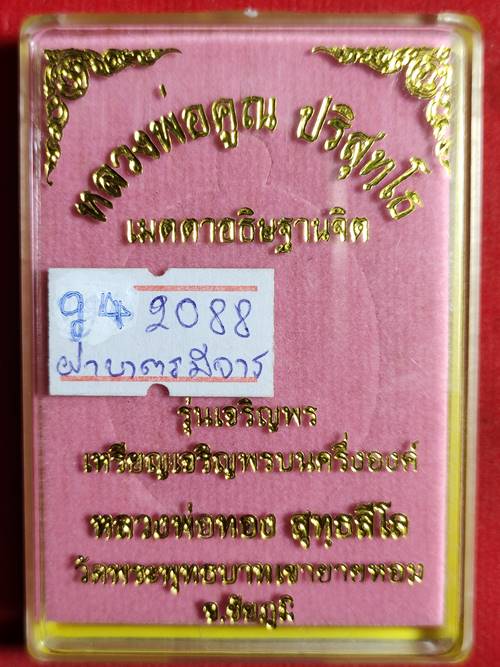 หลวงพ่อคูณ ปริสุทโธ
เมตตาอธิษฐานจิต
2088
ฝาบาตรมีจาร
รุ่นเจริญพร
เหรียญเจริญพรบนครึ่งองค์
หลวงพ่อทอง สุทธสีโล
วัดพระพุทธบาทเขายายหอม
จ.ชัยภูมิ